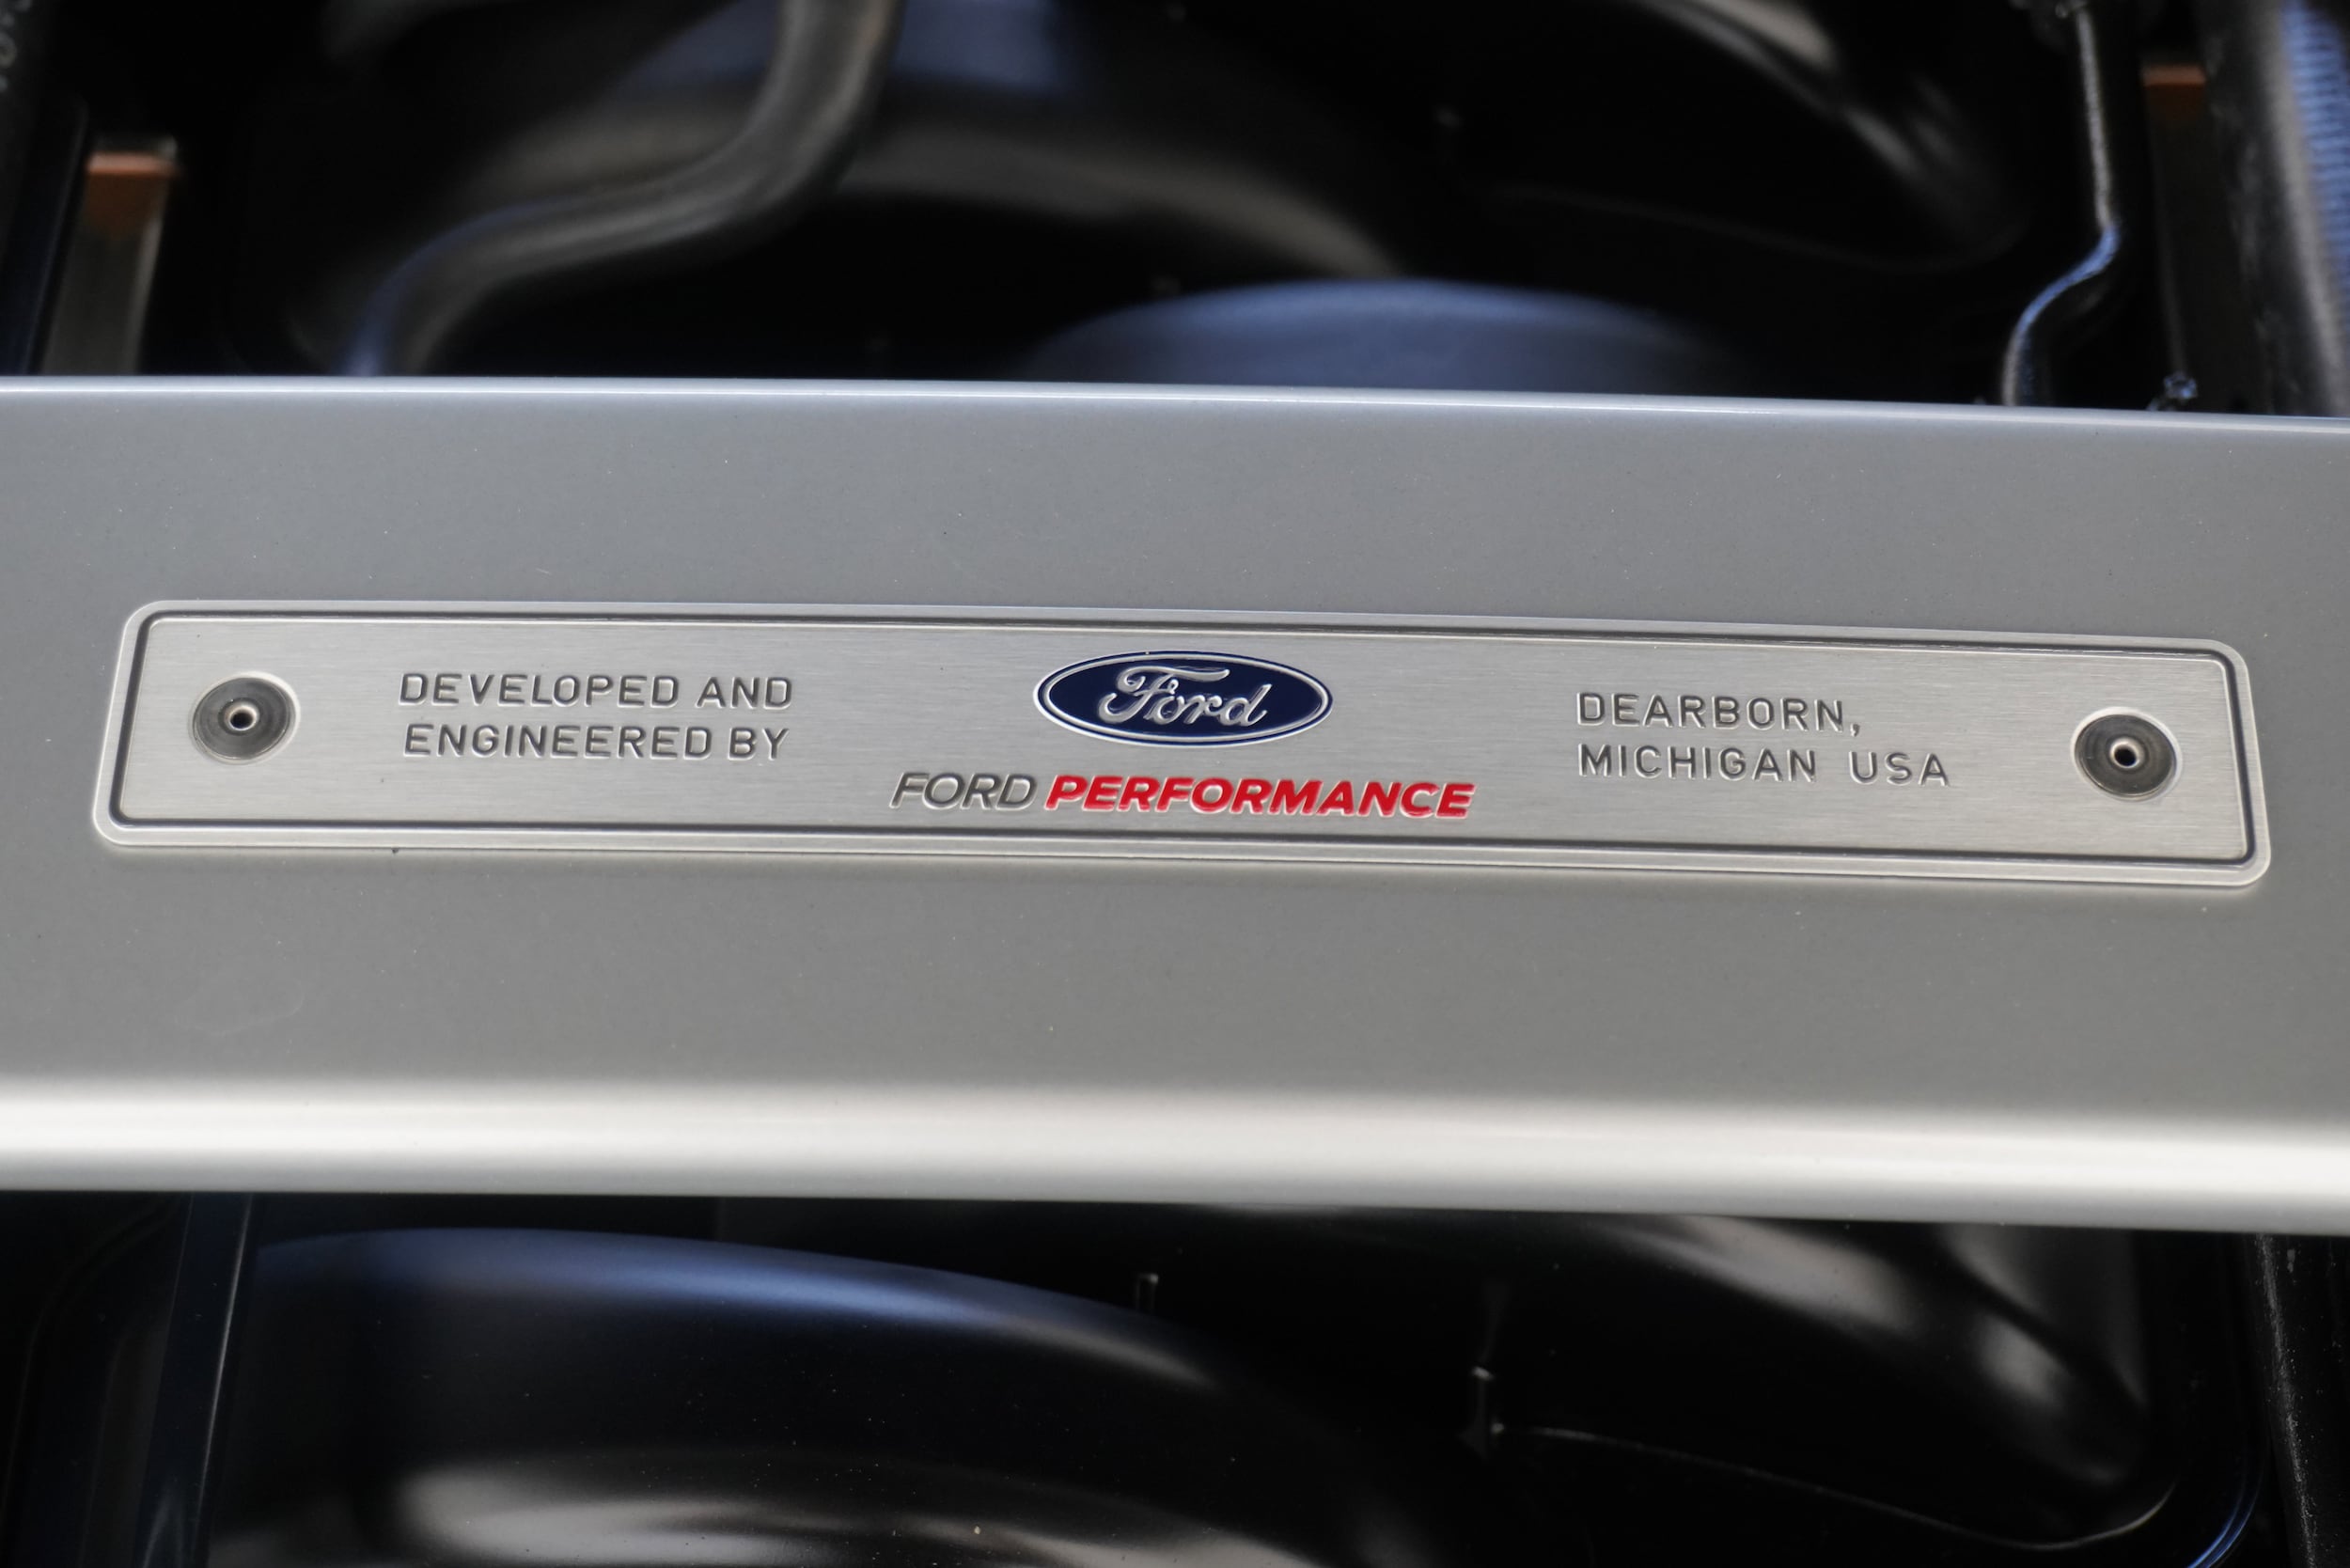 DEVELOPED AND
ENGINEERED BY
Ford
FORD PERFORMANCE
DEARBORN,
MICHIGAN USA